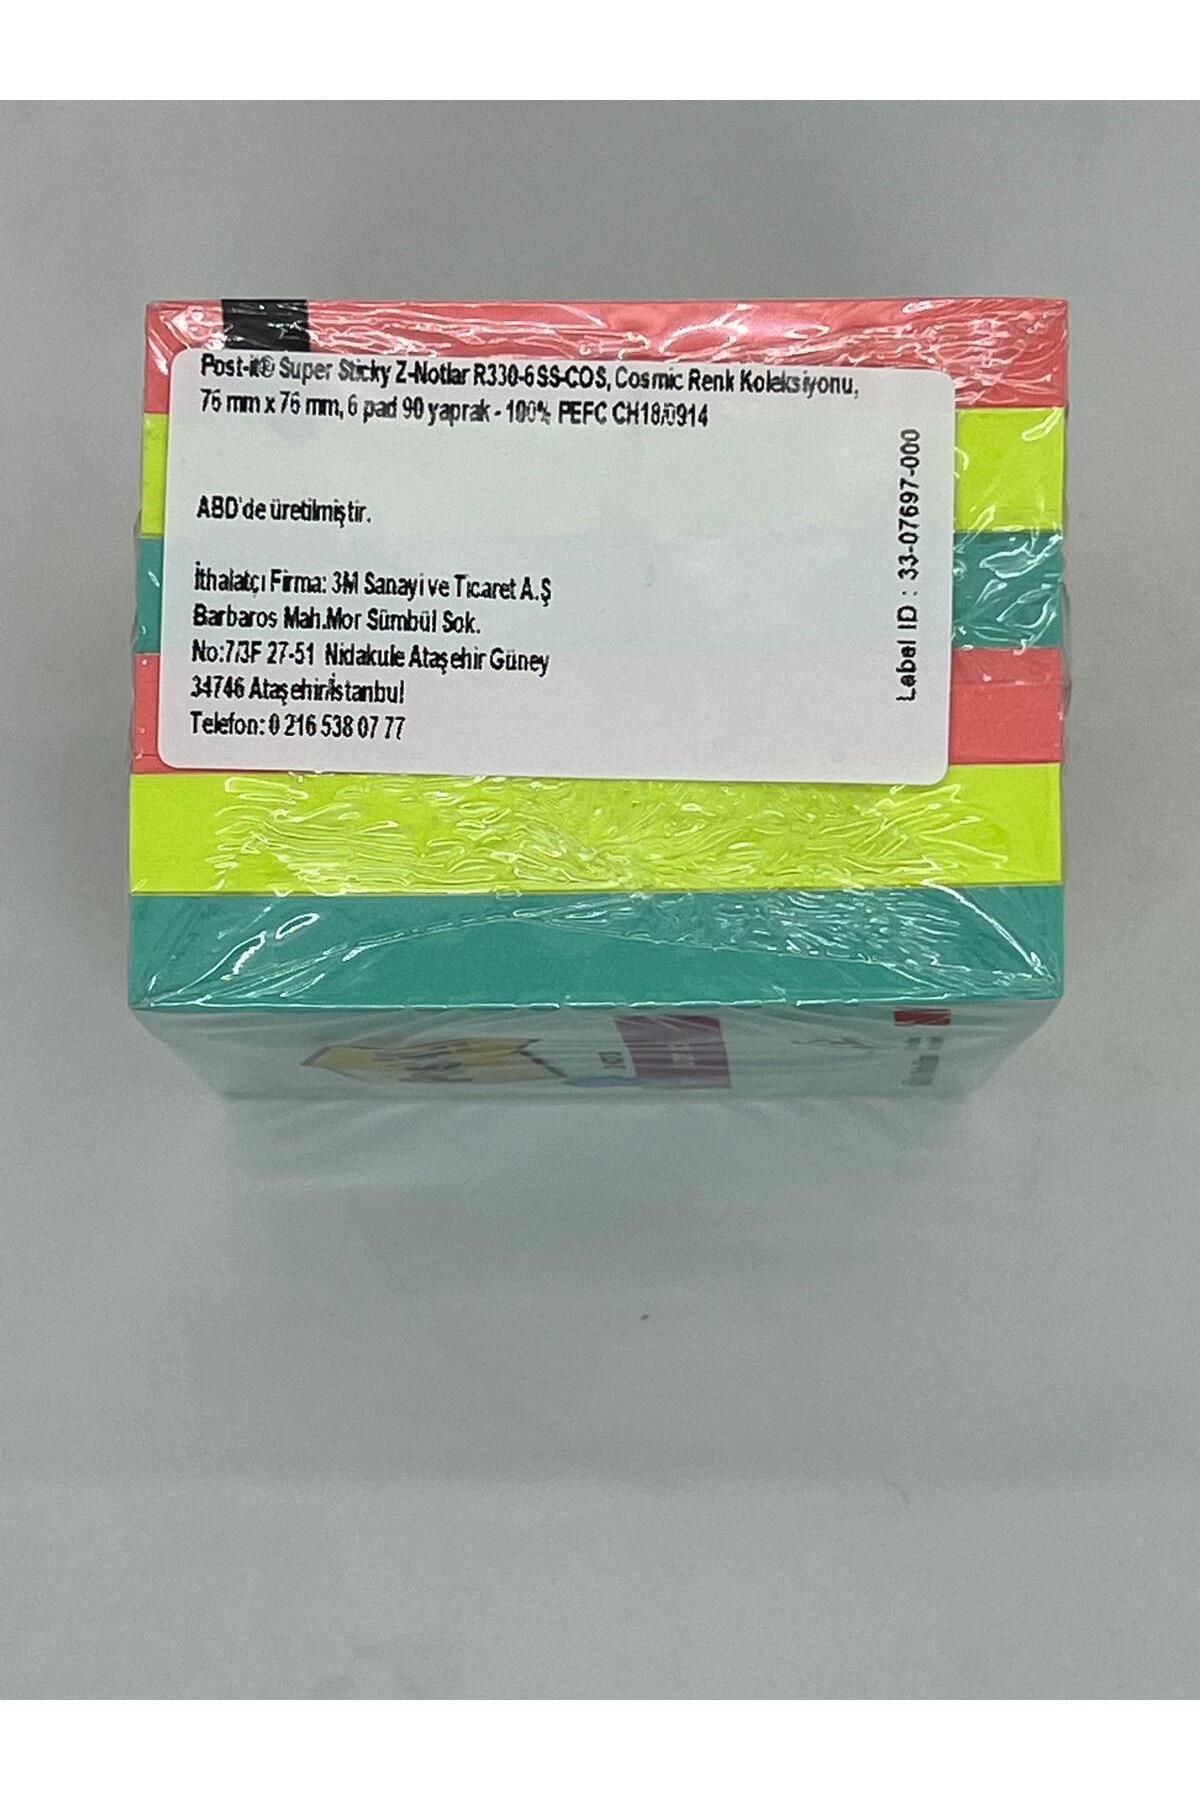 Post-it® Super Sticky Z-Notlar R330-6SS-COS, Cosmic Renk Koleksiyonu,
76 mm x 76 mm, 6 pad 90 yaprak - 100% PEFC CH18/0914
ABD'de üretilmiştir.
İthalatçı Firma: 3M Sanayi ve Ticaret A.Ş
Barbaros Mah.Mor Sümbül Sok.
No:7/3F 27-51 Nidakule Ataşehir Güney
34746 Ataşehir/İstanbul
Telefon: 0 216 538 07 77
Label ID : 33-07697-000